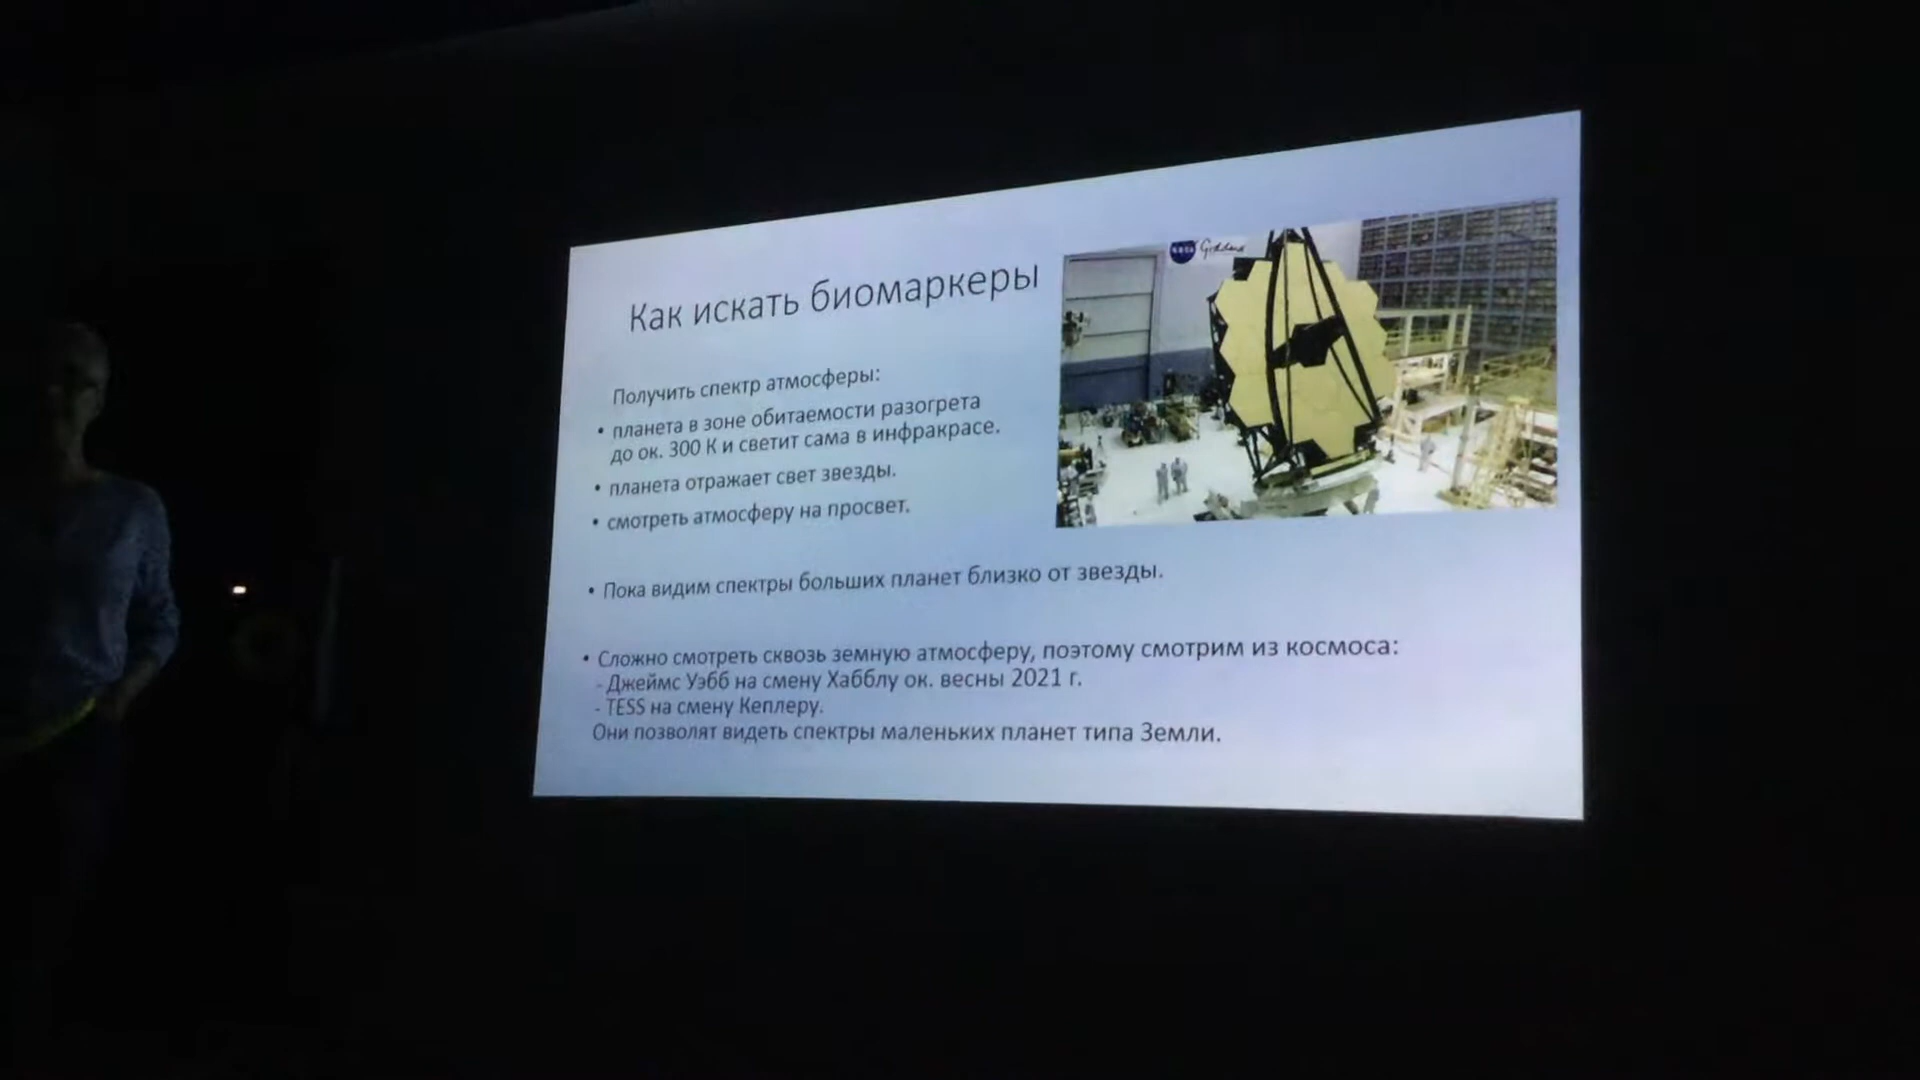 Как искать биомаркеры
NASA Goddard
Получить спектр атмосферы:
• планета в зоне обитаемости разогрета
до ок. 300 К и светит сама в инфракрасе.
• планета отражает свет звезды.
• смотреть атмосферу на просвет.
• Пока видим спектры больших планет близко от звезды.
• Сложно смотреть сквозь земную атмосферу, поэтому смотрим из космоса:
- Джеймс Уэбб на смену Хабблу ок. весны 2021 г.
- TESS на смену Кеплеру.
Они позволят видеть спектры маленьких планет типа Земли.